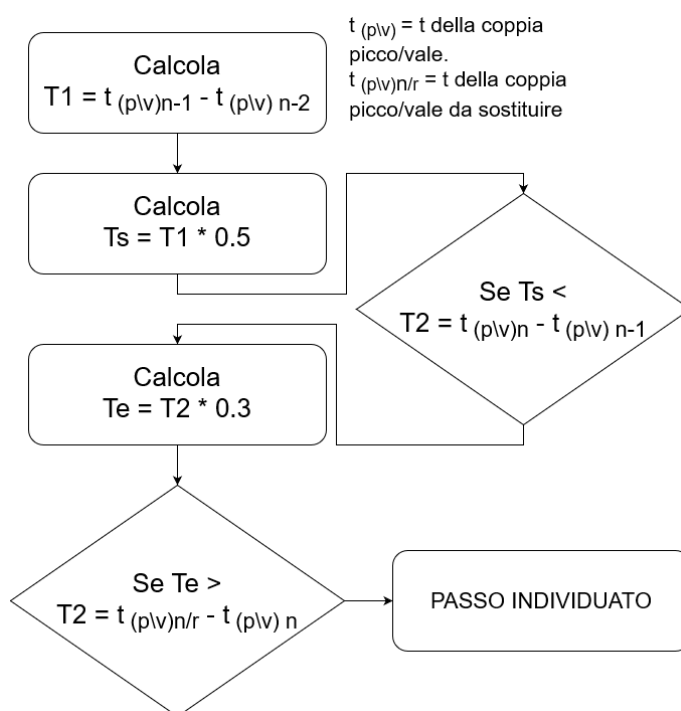 Calcola
T1 = t (p\v)n-1 - t (p\v) n-2
t (p\v) = t della coppia
picco/vale.
t (p\v)n/r = t della coppia
picco/vale da sostituire
Calcola
Ts = T1 * 0.5
Se Ts <
T2 = t (p\v)n - t (p\v) n-1
Calcola
Te = T2 * 0.3
Se Te >
T2 = t (p\v)n/r - t (p\v) n
PASSO INDIVIDUATO